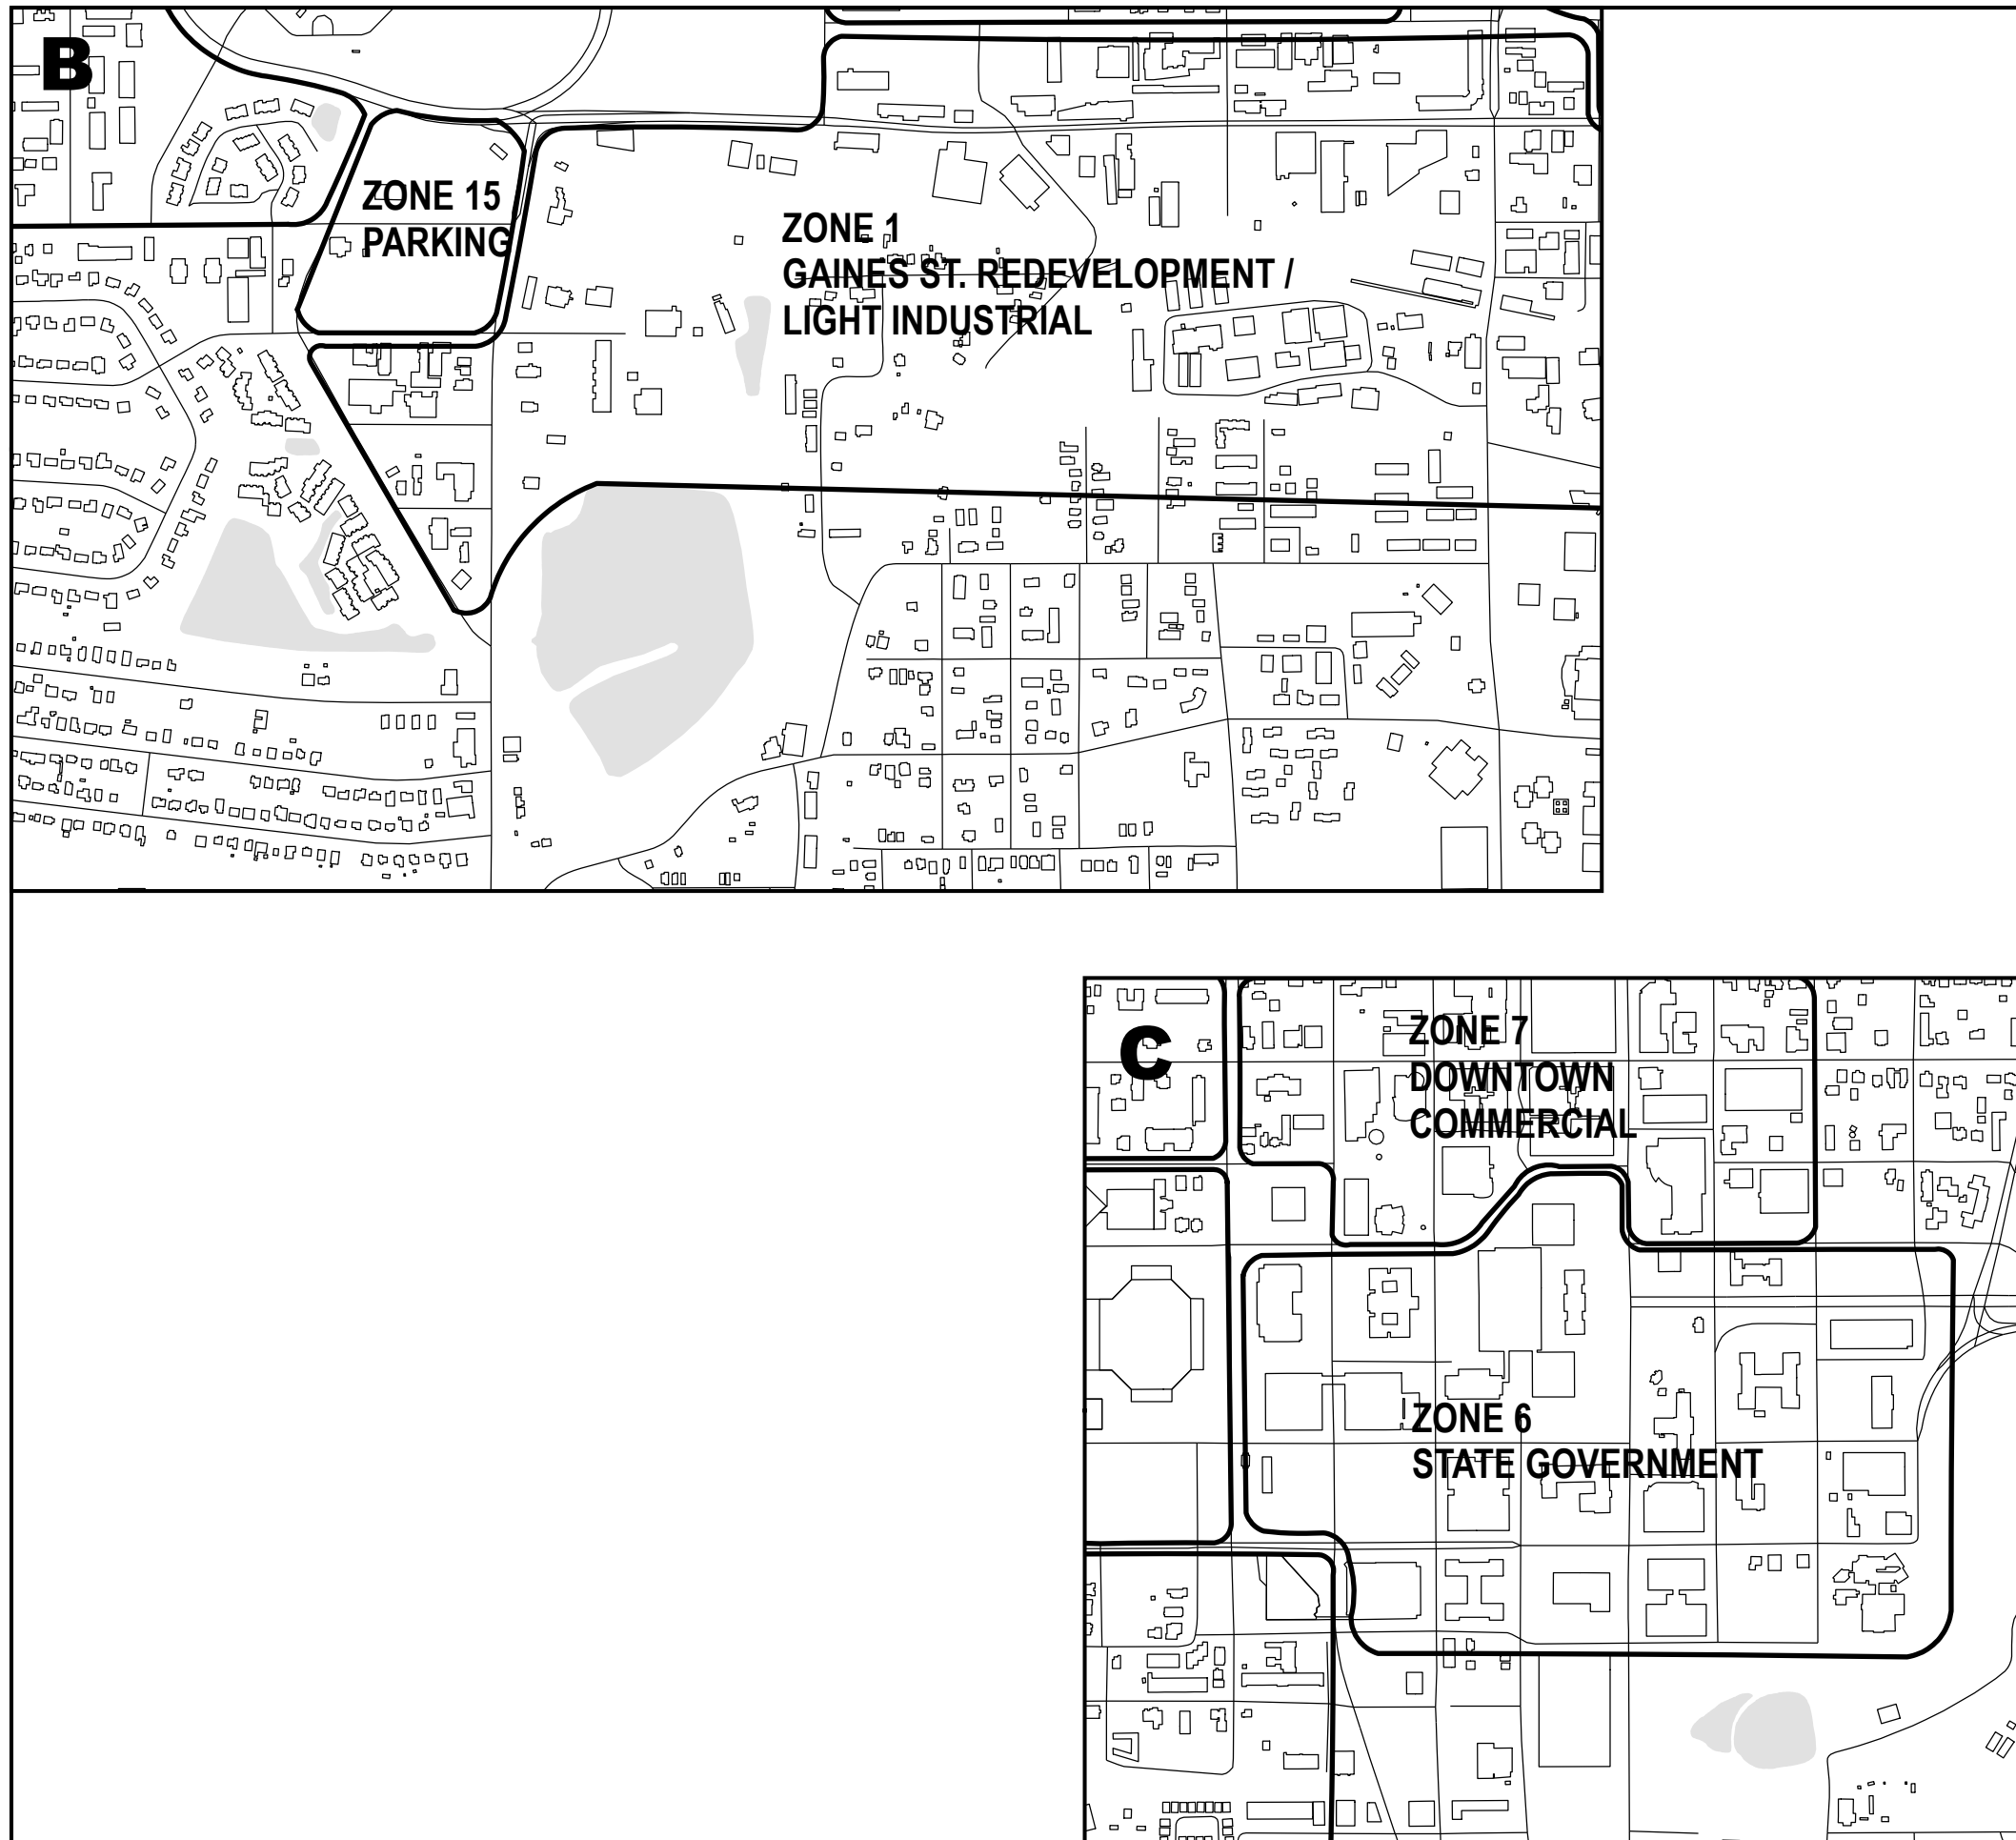 B
ZONE 15
PARKING
ZONE 1
GAINES ST. REDEVELOPMENT /
LIGHT INDUSTRIAL
C
ZONE 7
DOWNTOWN
COMMERCIAL
ZONE 6
STATE GOVERNMENT